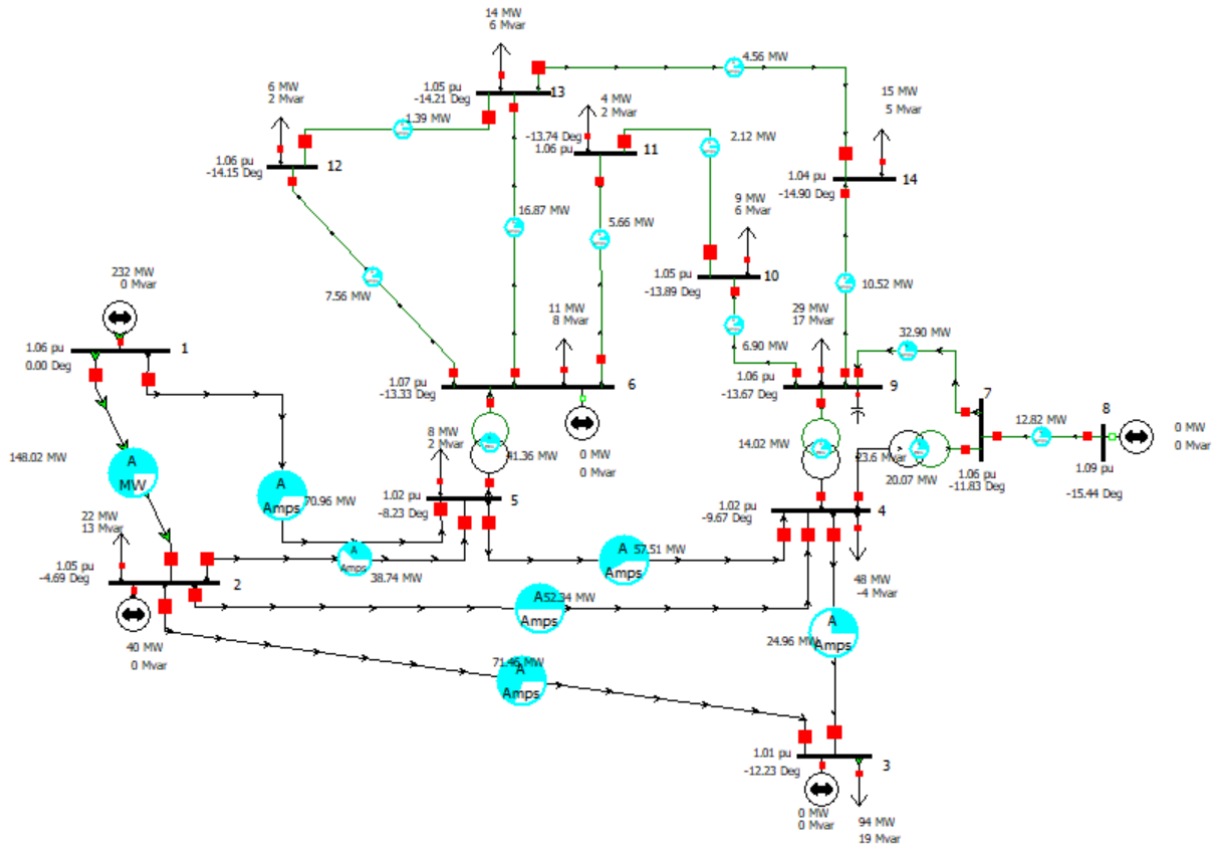 14 MW
6 Mvar
4.56 MW
1.05 pu
-14.21 Deg
13
6 MW
2 Mvar
1.39 MW
4 MW
2 Mvar
15 MW
5 Mvar
-13.74 Deg
1.06 pu
11
2.12 MW
1.06 pu
-14.15 Deg
12
1.04 pu
-14.90 Deg
14
16.87 MW
5.66 MW
9 MW
6 Mvar
232 MW
0 Mvar
7.56 MW
1.05 pu
-13.89 Deg
10
10.52 MW
11 MW
8 Mvar
29 MW
17 Mvar
32.90 MW
1.06 pu
0.00 Deg
1
6.90 MW
1.07 pu
-13.33 Deg
6
1.06 pu
-13.67 Deg
9
7
8
12.82 MW
0 MW
0 Mvar
148.02 MW
A
MW
8 MW
2 Mvar
41.36 MW
0 MW
0 Mvar
14.02 MW
23.6 Mvar
20.07 MW
1.06 pu
-11.83 Deg
1.09 pu
-15.44 Deg
A
Amps
70.96 MW
1.02 pu
-8.23 Deg
5
1.02 pu
-9.67 Deg
4
22 MW
13 Mvar
A
Amps
38.74 MW
A
Amps
57.51 MW
1.05 pu
-4.69 Deg
2
48 MW
-4 Mvar
A
Amps
52.34 MW
40 MW
0 Mvar
A
Amps
24.96 MW
71.46 MW
A
Amps
1.01 pu
-12.23 Deg
3
0 MW
0 Mvar
94 MW
19 Mvar